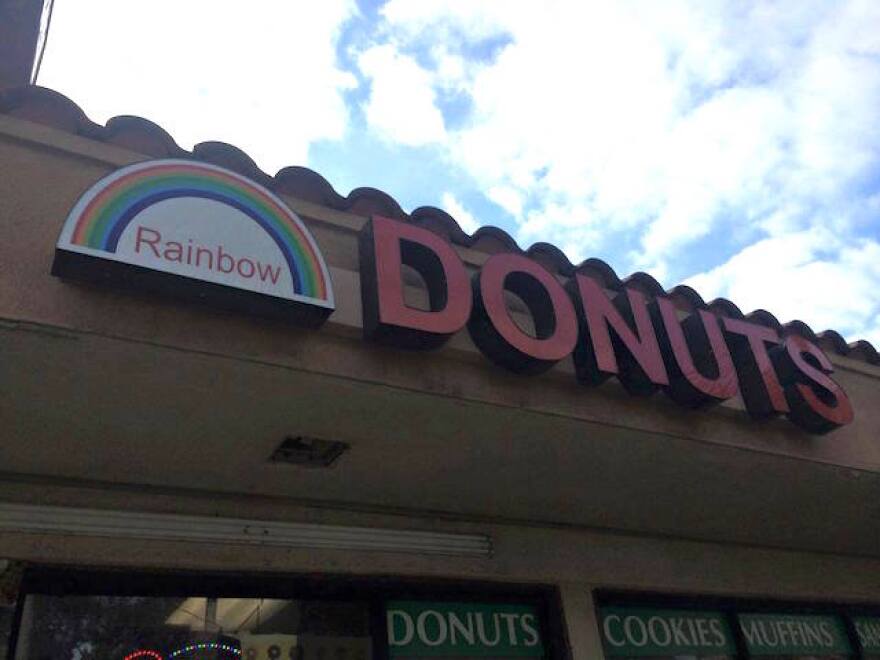 Rainbow
DONUTS
DONUTS
COOKIES
MUFFINS